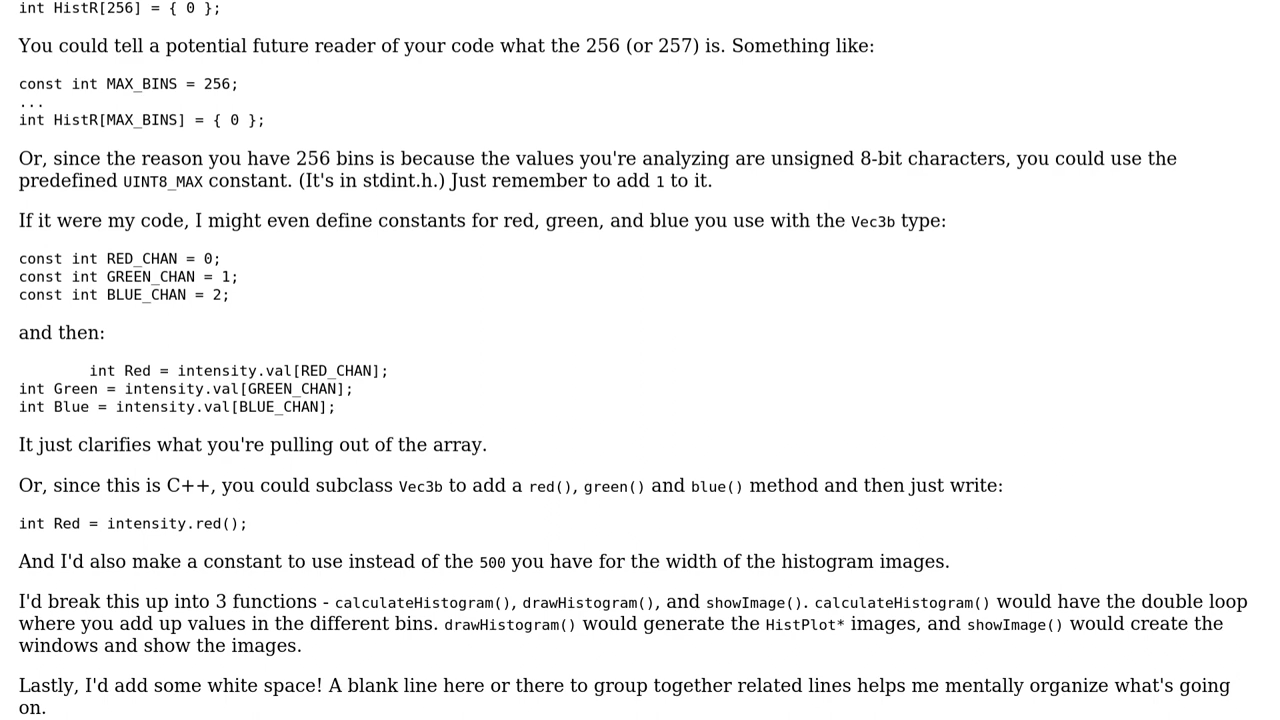 int HistR[256] = { 0 };
You could tell a potential future reader of your code what the 256 (or 257) is. Something like:
const int MAX_BINS = 256;
...
int HistR[MAX_BINS] = { 0 };
Or, since the reason you have 256 bins is because the values you're analyzing are unsigned 8-bit characters, you could use the
predefined UINT8_MAX constant. (It's in stdint.h.) Just remember to add 1 to it.
If it were my code, I might even define constants for red, green, and blue you use with the Vec3b type:
const int RED_CHAN = 0;
const int GREEN_CHAN = 1;
const int BLUE_CHAN = 2;
and then:
int Red = intensity.val[RED_CHAN];
int Green = intensity.val[GREEN_CHAN];
int Blue = intensity.val[BLUE_CHAN];
It just clarifies what you're pulling out of the array.
Or, since this is C++, you could subclass Vec3b to add a red(), green() and blue() method and then just write:
int Red = intensity.red();
And I'd also make a constant to use instead of the 500 you have for the width of the histogram images.
I'd break this up into 3 functions - calculateHistogram(), drawHistogram(), and showImage(). calculateHistogram() would have the double loop
where you add up values in the different bins. drawHistogram() would generate the HistPlot* images, and showImage() would create the
windows and show the images.
Lastly, I'd add some white space! A blank line here or there to group together related lines helps me mentally organize what's going
on.